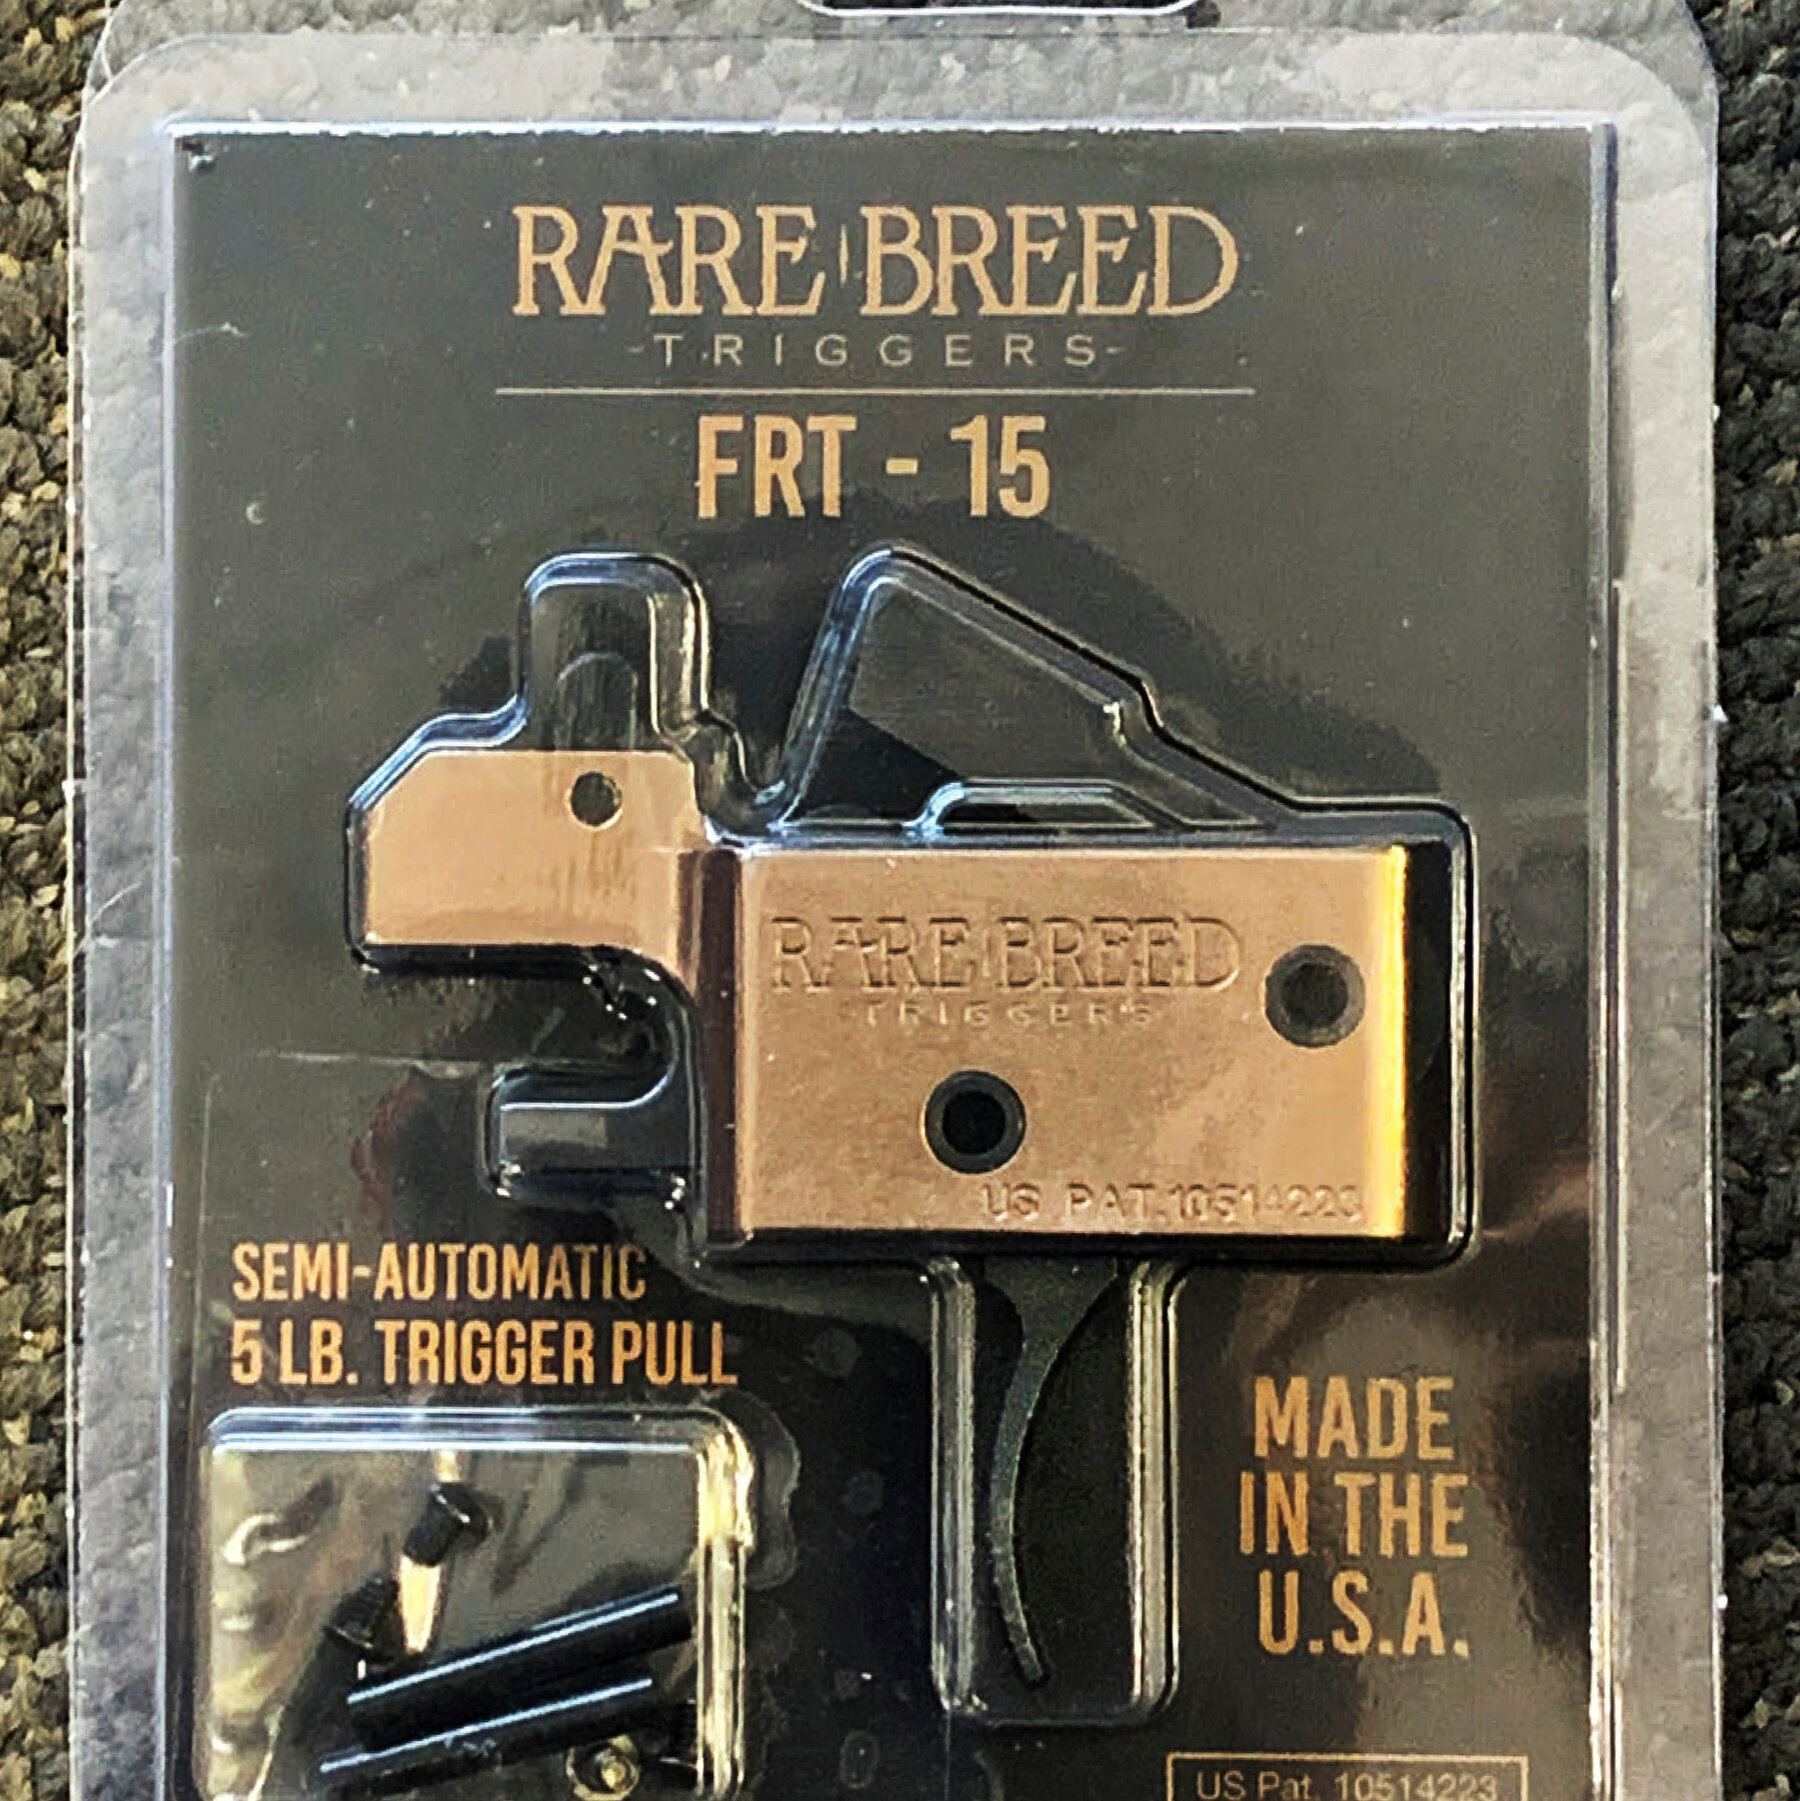 RARE BREED
-TRIGGERS-
FRT - 15
RARE BREED
TRIGGERS
US PAT.10514223
SEMI-AUTOMATIC
5 LB. TRIGGER PULL
MADE
IN THE
U.S.A.
US Pat. 10514223